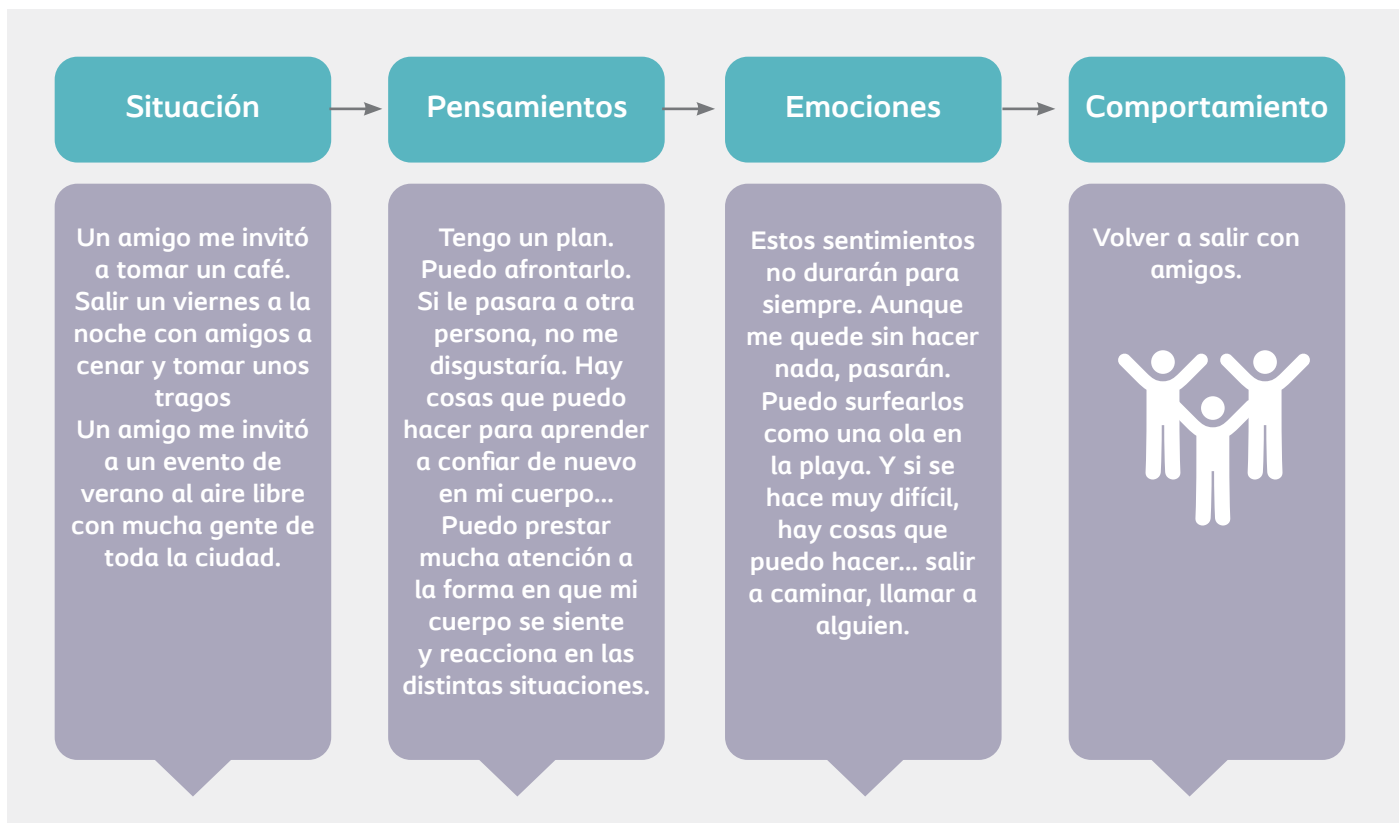 Situación
Pensamientos
Emociones
Comportamiento
Un amigo me invitó
a tomar un café.
Salir un viernes a la
noche con amigos a
cenar y tomar unos
tragos
Un amigo me invitó
a un evento de
verano al aire libre
con mucha gente de
toda la ciudad.
Tengo un plan.
Puedo afrontarlo.
Si le pasara a otra
persona, no me
disgustaría. Hay
cosas que puedo
hacer para aprender
a confiar de nuevo
en mi cuerpo...
Puedo prestar
mucha atención a
la forma en que mi
cuerpo se siente
y reacciona en las
distintas situaciones.
Estos sentimientos
no durarán para
siempre. Aunque
me quede sin hacer
nada, pasarán.
Puedo surfearlos
como una ola en
la playa. Y si se
hace muy difícil,
hay cosas que
puedo hacer... salir
a caminar, llamar a
alguien.
Volver a salir con
amigos.